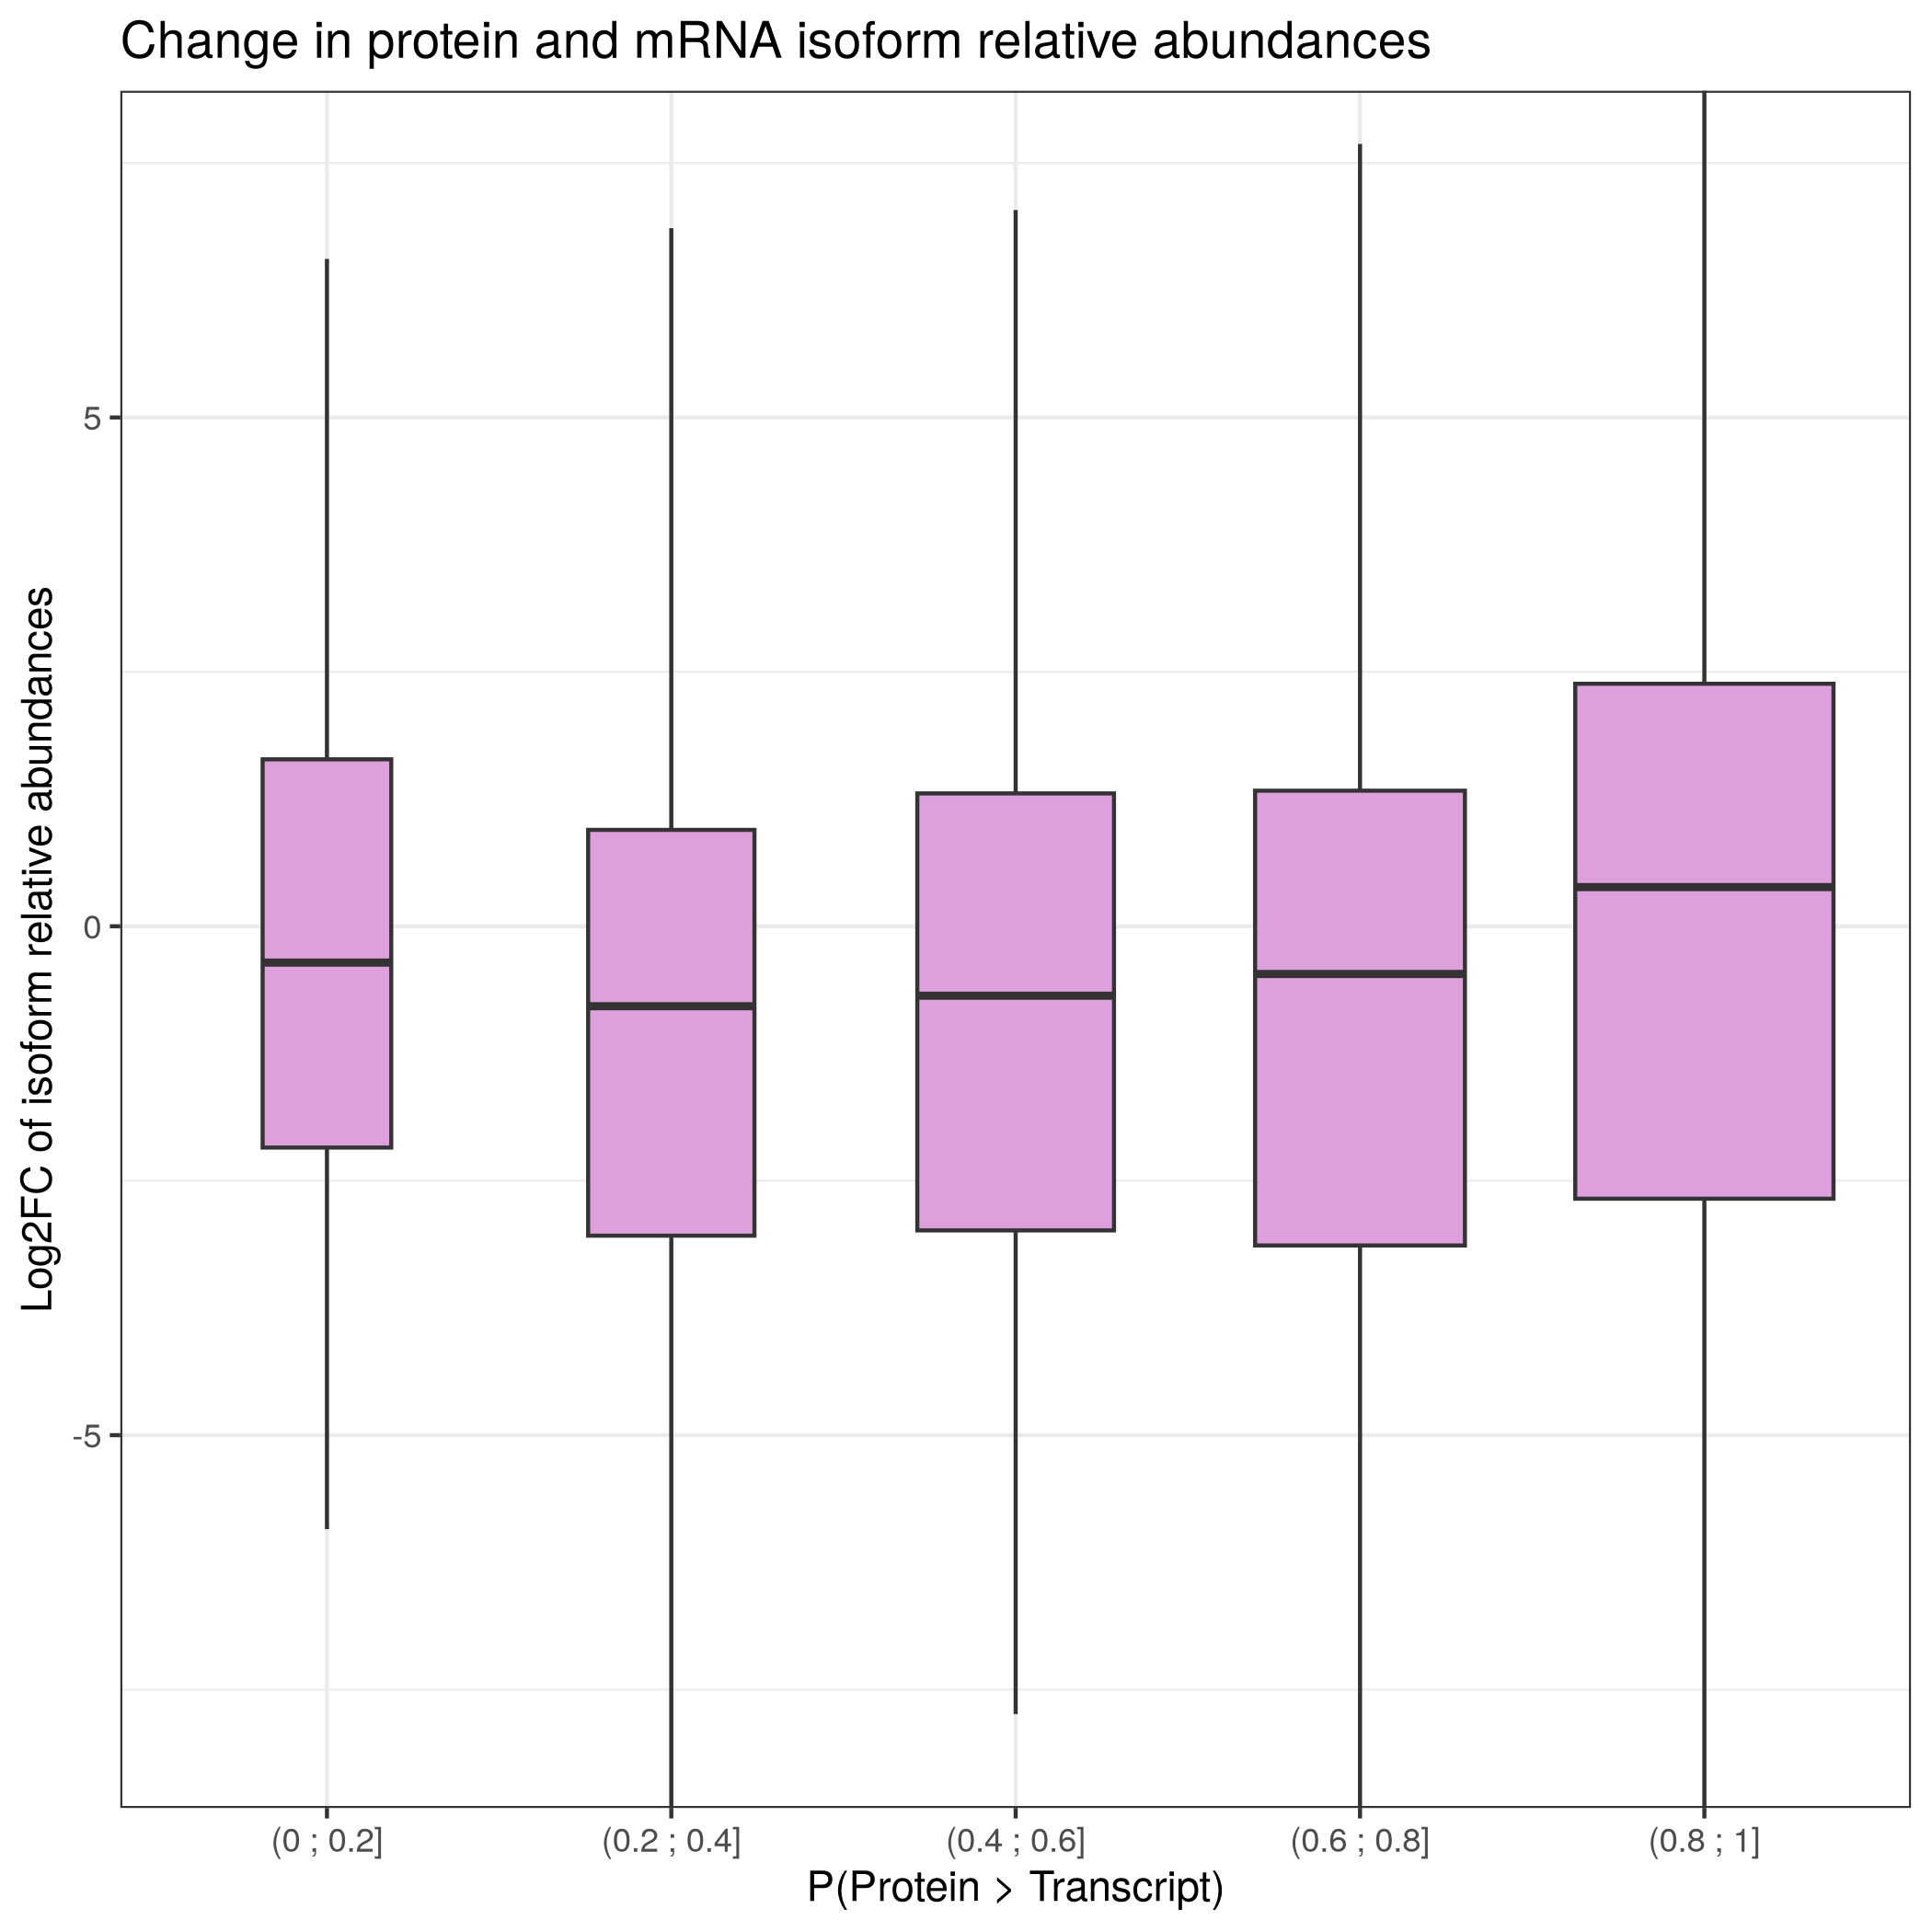 Change in protein and mRNA isoform relative abundances
Log2FC of isoform relative abundances
5
0
-5
(0 ; 0.2]
(0.2 ; 0.4]
(0.4 ; 0.6]
(0.6 ; 0.8]
(0.8 ; 1]
P(Protein > Transcript)